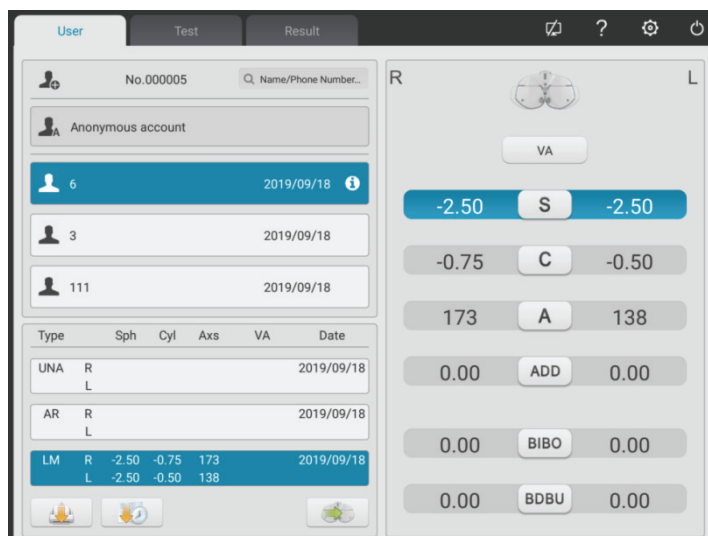 User Test Result ?
No.000005 Name/Phone Number...
A Anonymous account
6 2019/09/18 i
3 2019/09/18
111 2019/09/18
Type Sph Cyl Axs VA Date
UNA R 2019/09/18
L
AR R 2019/09/18
L
LM R -2.50 -0.75 173 2019/09/18
L -2.50 -0.50 138
R L
VA
-2.50 S -2.50
-0.75 C -0.50
173 A 138
0.00 ADD 0.00
0.00 BIBO 0.00
0.00 BDBU 0.00